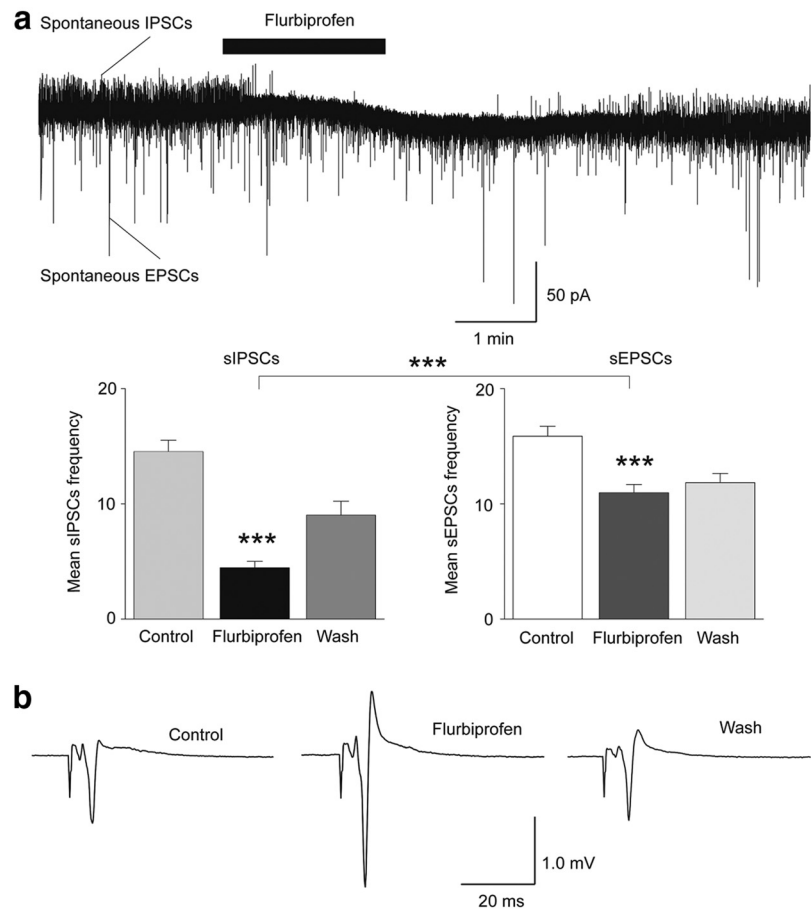 a
Spontaneous IPSCs
Flurbiprofen
Spontaneous EPSCs
50 pA
1 min
sIPSCs
***
sEPSCs
Mean sIPSCs frequency
20
10
0
***
Control
Flurbiprofen
Wash
Mean sEPSCs frequency
20
10
0
***
Control
Flurbiprofen
Wash
b
Control
Flurbiprofen
Wash
1.0 mV
20 ms